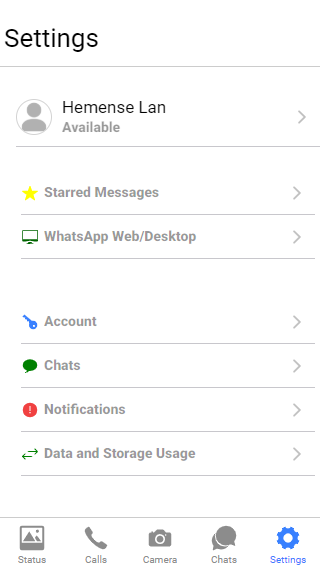 Settings
Hemense Lan
Available
Starred Messages
WhatsApp Web/Desktop
Account
Chats
Notifications
Data and Storage Usage
Status
Calls
Camera
Chats
Settings